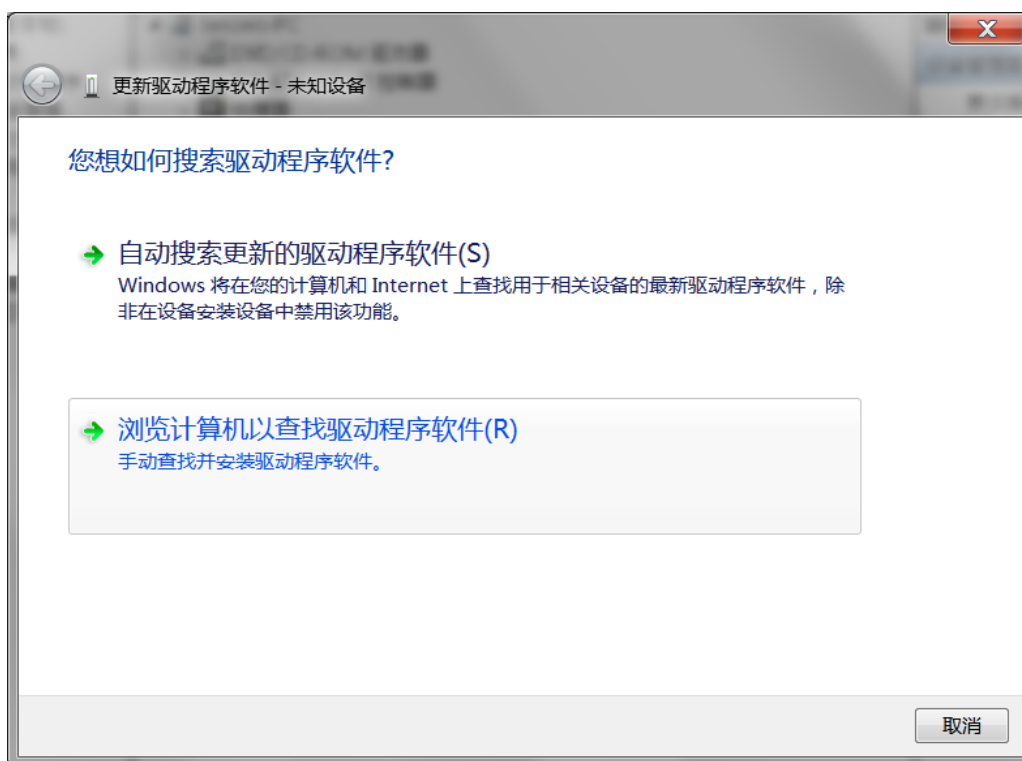 更新驱动程序软件 - 未知设备
您想如何搜索驱动程序软件?
自动搜索更新的驱动程序软件(S)
Windows 将在您的计算机和 Internet 上查找用于相关设备的最新驱动程序软件，除
非在设备安装设备中禁用该功能。
浏览计算机以查找驱动程序软件(R)
手动查找并安装驱动程序软件。
取消